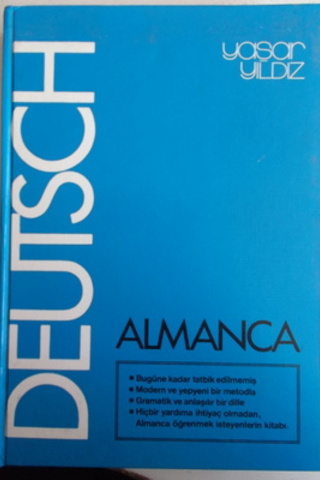 yaşar
yıldız
DEUTSCH
ALMANCA
• Bugüne kadar tatbik edilmemiş
• Modern ve yepyeni bir metodla
• Gramatik ve anlaşılır bir dille
• Hiçbir yardıma ihtiyaç olmadan,
Almanca öğrenmek isteyenlerin kitabı.